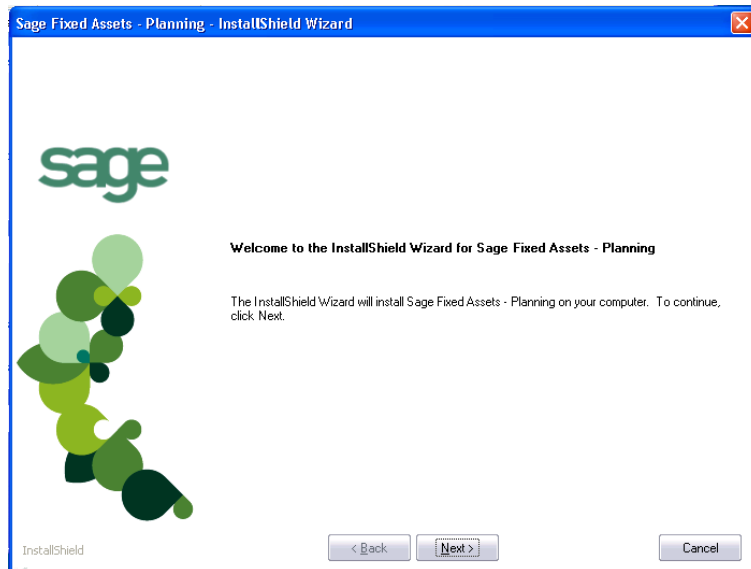 Sage Fixed Assets - Planning - InstallShield Wizard
sage
Welcome to the InstallShield Wizard for Sage Fixed Assets - Planning
The InstallShield Wizard will install Sage Fixed Assets - Planning on your computer.  To continue,
click Next.
InstallShield
< Back
Next >
Cancel